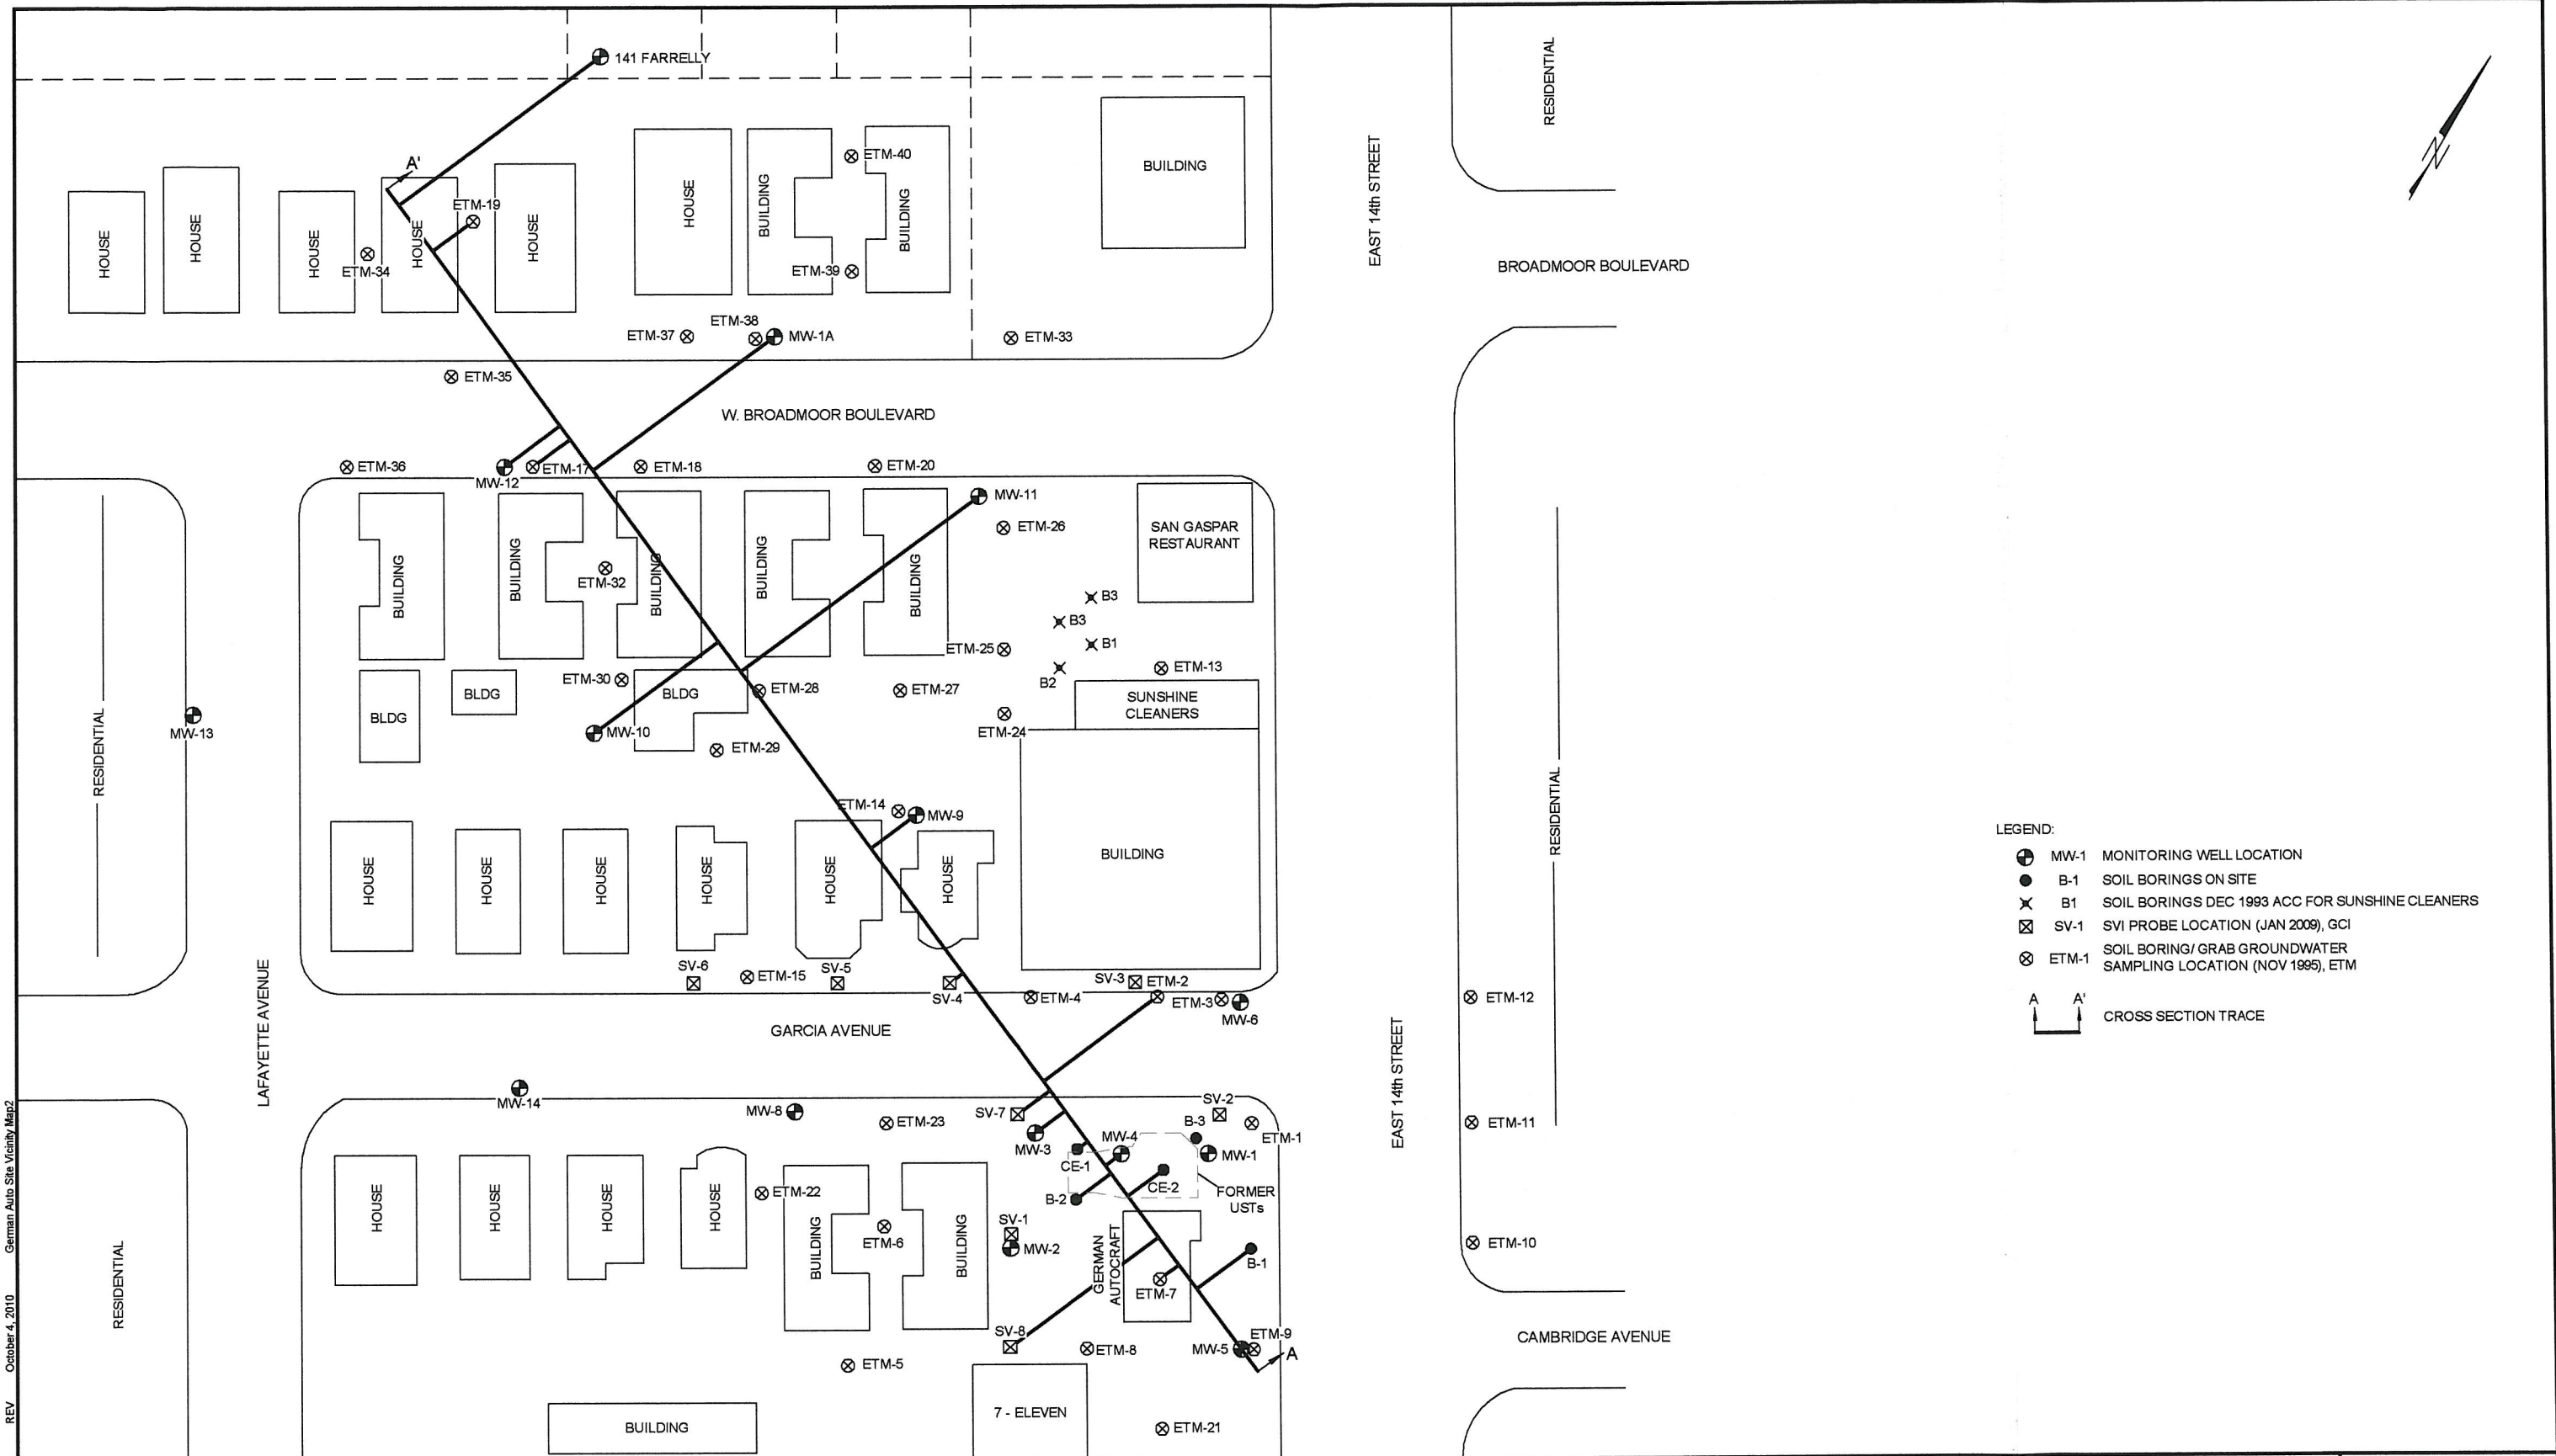 141 FARRELLY
RESIDENTIAL
A'
ETM-40
BUILDING
HOUSE
HOUSE
HOUSE
HOUSE
ETM-19
HOUSE
HOUSE
BUILDING
BUILDING
EAST 14th STREET
N
ETM-34
ETM-39
BROADMOOR BOULEVARD
ETM-37
ETM-38
MW-1A
ETM-33
ETM-35
W. BROADMOOR BOULEVARD
ETM-36
MW-12
ETM-17
ETM-18
ETM-20
MW-11
ETM-26
SAN GASPAR
RESTAURANT
BUILDING
BUILDING
ETM-32
BUILDING
BUILDING
BUILDING
B3
B3
B1
B2
ETM-25
ETM-13
ETM-30
BLDG
ETM-28
ETM-27
SUNSHINE
CLEANERS
BLDG
BLDG
ETM-24
MW-13
RESIDENTIAL
MW-10
ETM-29
ETM-14
MW-9
BUILDING
RESIDENTIAL
HOUSE
HOUSE
HOUSE
HOUSE
HOUSE
HOUSE
LEGEND:
MW-1 MONITORING WELL LOCATION
B-1 SOIL BORINGS ON SITE
B1 SOIL BORINGS DEC 1993 ACC FOR SUNSHINE CLEANERS
SV-1 SVI PROBE LOCATION (JAN 2009), GCI
ETM-1 SOIL BORING/ GRAB GROUNDWATER
SAMPLING LOCATION (NOV 1995), ETM
A A'
CROSS SECTION TRACE
SV-6
ETM-15
SV-5
SV-4
ETM-4
SV-3
ETM-2
ETM-3
MW-6
ETM-12
LAFAYETTE AVENUE
GARCIA AVENUE
EAST 14th STREET
MW-14
MW-8
ETM-23
SV-7
MW-3
SV-2
B-3
ETM-1
ETM-11
MW-4
MW-1
CE-1
CE-2
B-2
FORMER
USTs
HOUSE
HOUSE
HOUSE
HOUSE
ETM-22
BUILDING
ETM-6
BUILDING
SV-1
MW-2
GERMAN
AUTOCRAFT
ETM-7
B-1
ETM-10
RESIDENTIAL
SV-8
ETM-8
MW-5
ETM-9
A
CAMBRIDGE AVENUE
ETM-5
BUILDING
7 - ELEVEN
ETM-21
REV October 4, 2010 German Auto Site Vicinity Map2